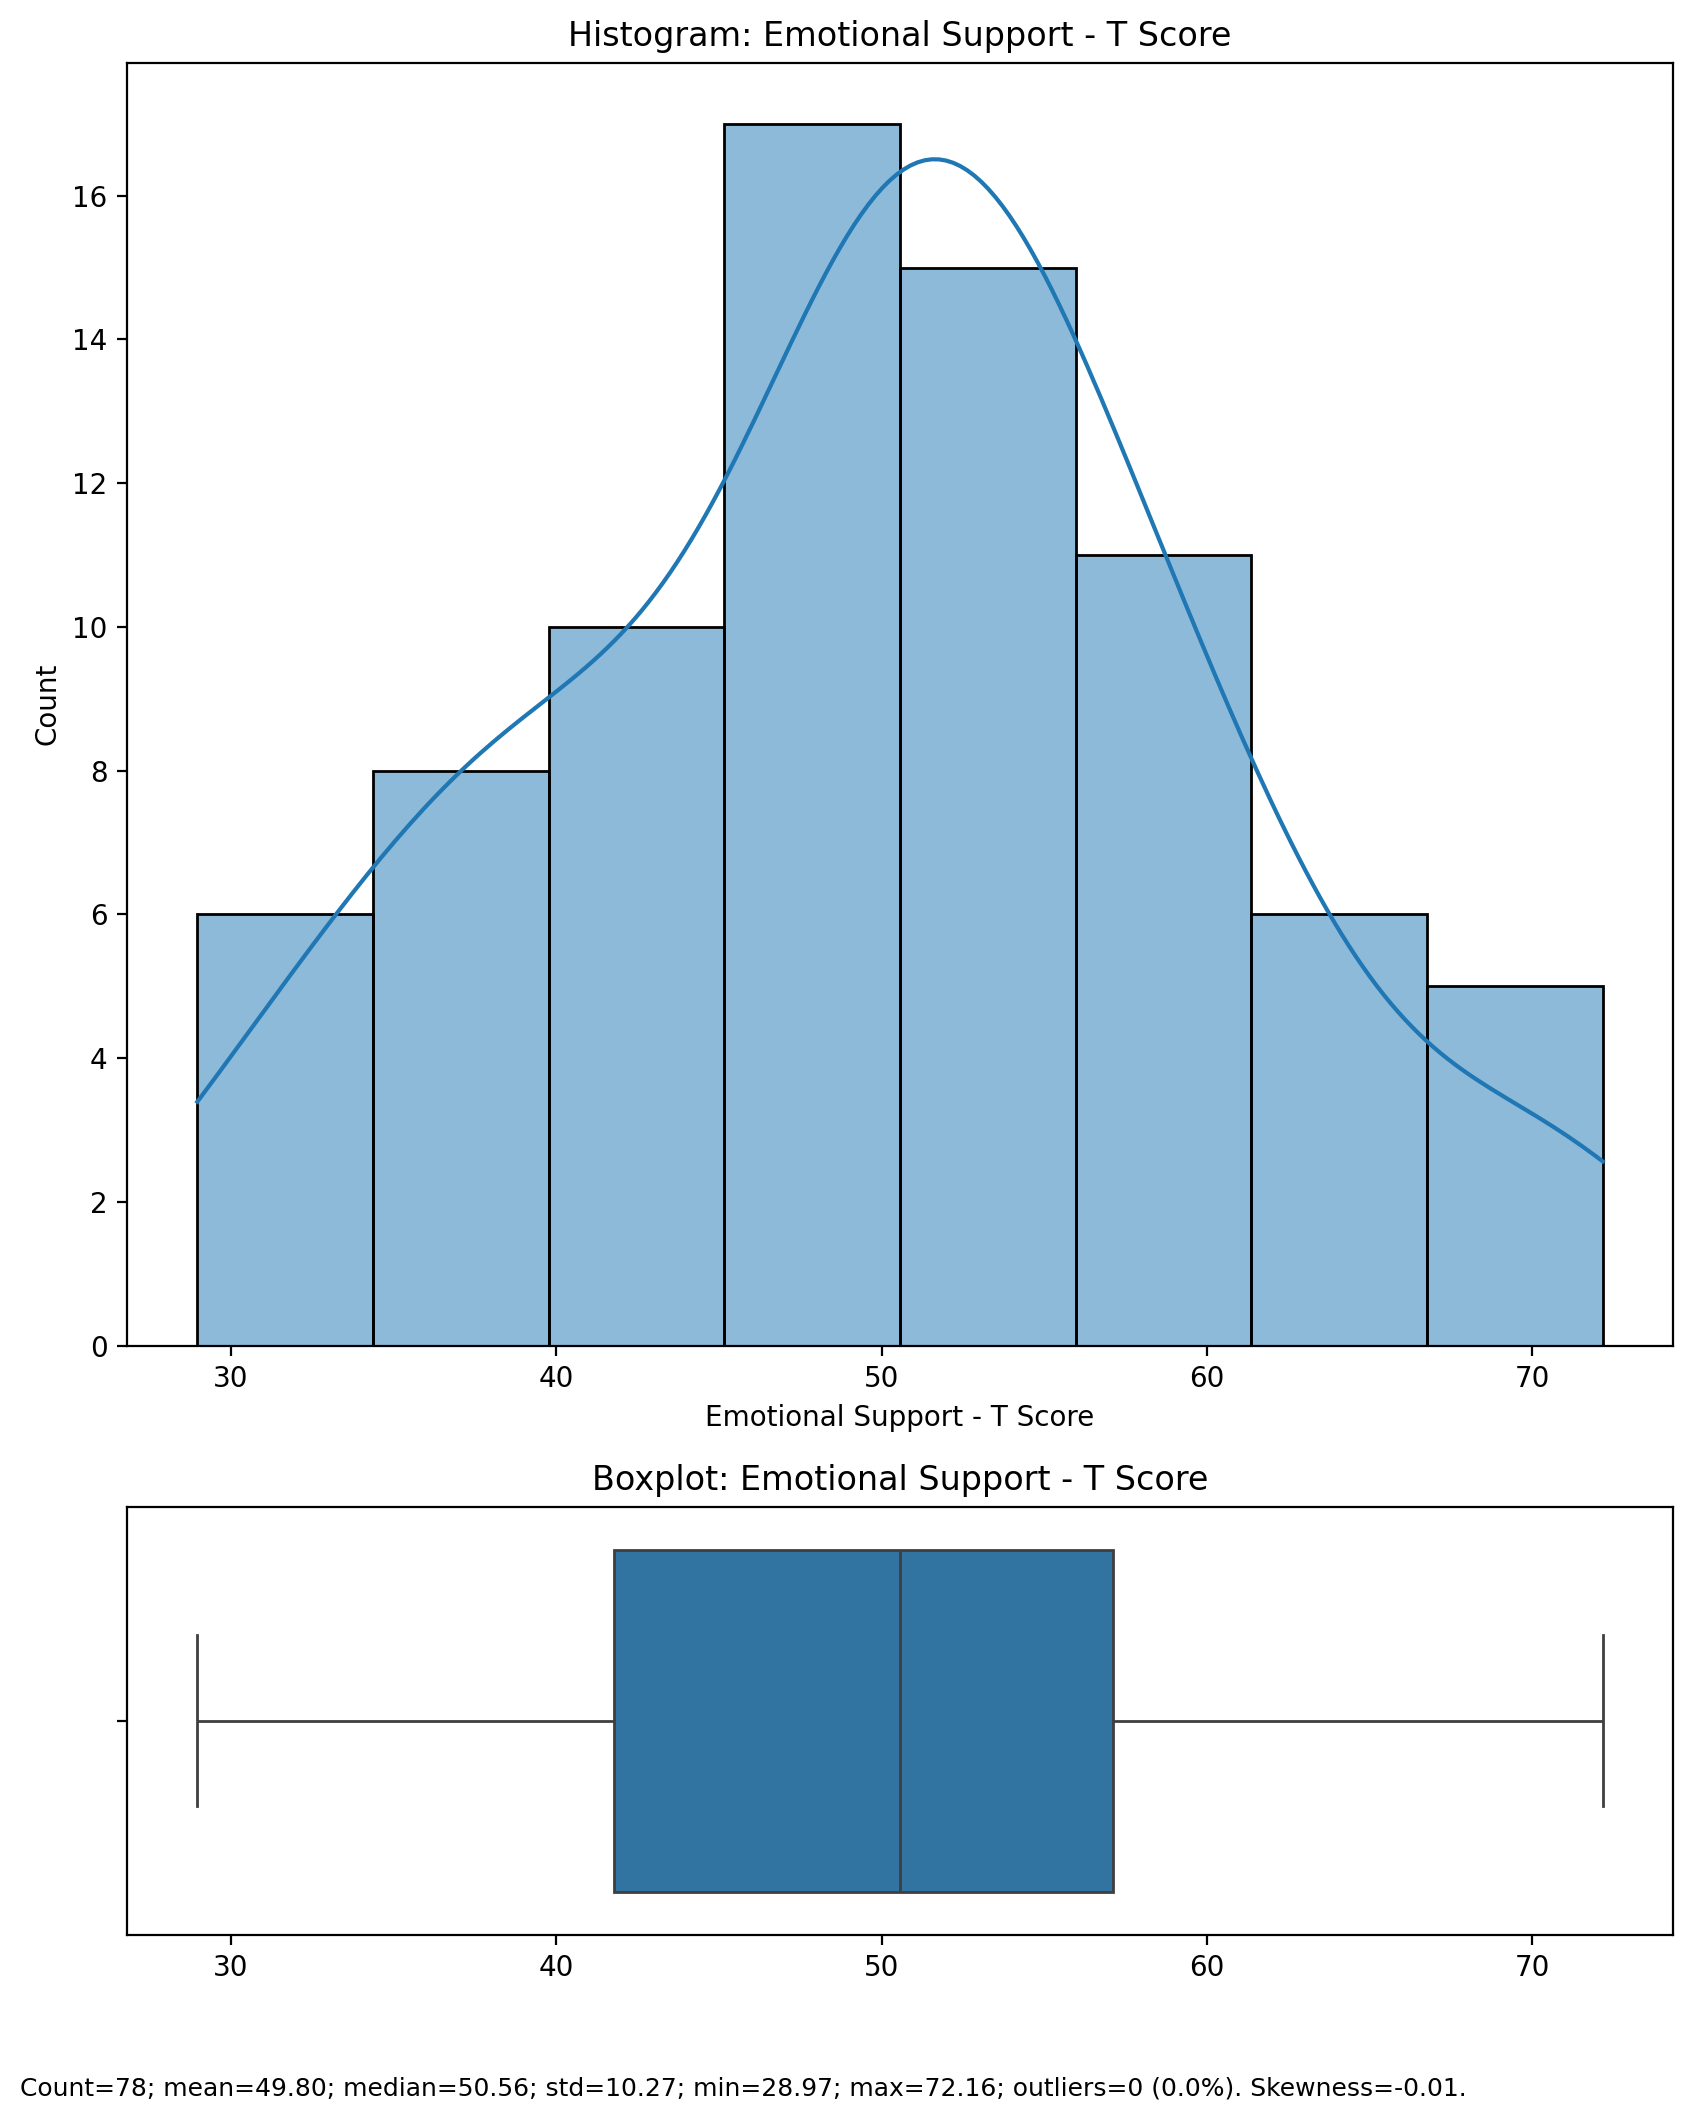 Histogram: Emotional Support - T Score
16
14
12
10
8
6
4
2
0
Count
30 40 50 60 70
Emotional Support - T Score
Boxplot: Emotional Support - T Score
30 40 50 60 70
Count=78; mean=49.80; median=50.56; std=10.27; min=28.97; max=72.16; outliers=0 (0.0%). Skewness=-0.01.